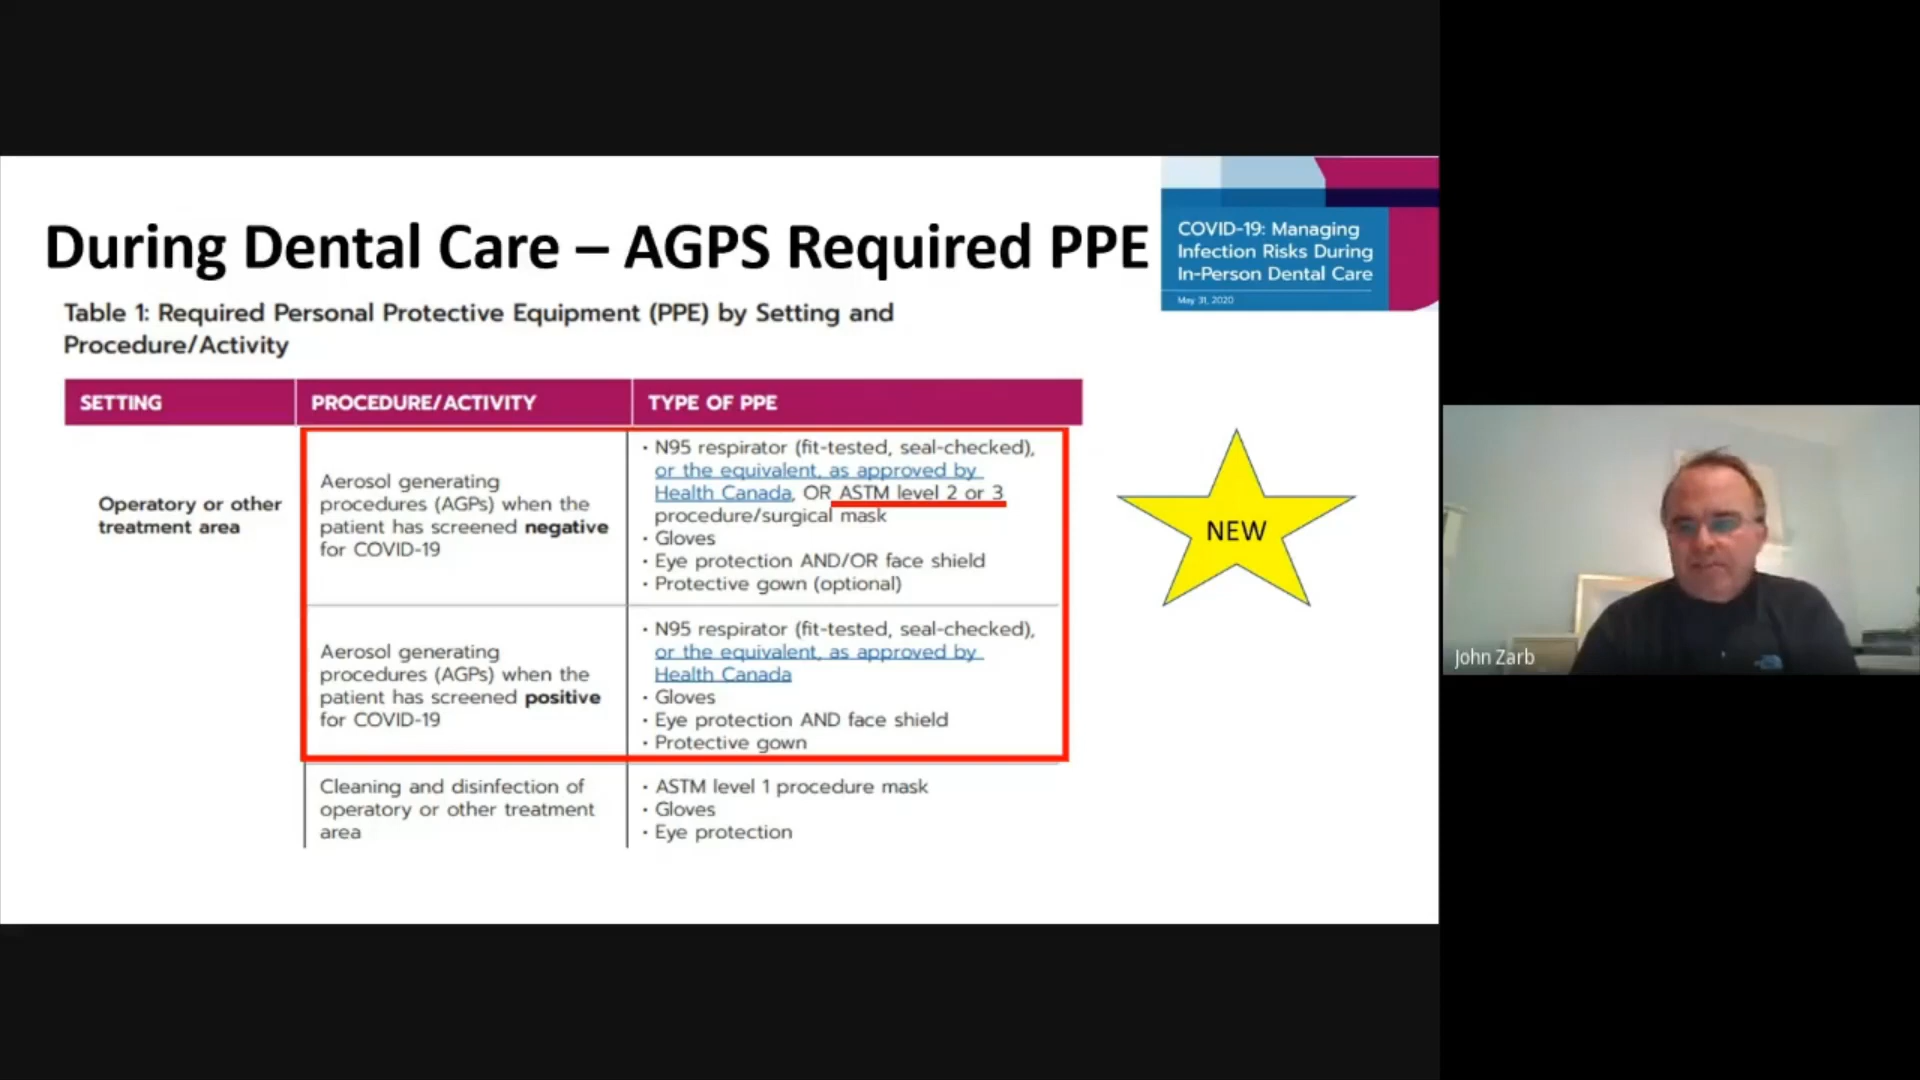 During Dental Care – AGPS Required PPE
COVID-19: Managing
Infection Risks During
In-Person Dental Care
May 31, 2020
Table 1: Required Personal Protective Equipment (PPE) by Setting and
Procedure/Activity
SETTING
PROCEDURE/ACTIVITY
TYPE OF PPE
Operatory or other
treatment area
Aerosol generating
procedures (AGPs) when the
patient has screened negative
for COVID-19
· N95 respirator (fit-tested, seal-checked),
or the equivalent, as approved by
Health Canada, OR ASTM level 2 or 3
procedure/surgical mask
· Gloves
· Eye protection AND/OR face shield
· Protective gown (optional)
NEW
Aerosol generating
procedures (AGPs) when the
patient has screened positive
for COVID-19
· N95 respirator (fit-tested, seal-checked),
or the equivalent, as approved by
Health Canada
· Gloves
· Eye protection AND face shield
· Protective gown
Cleaning and disinfection of
operatory or other treatment
area
· ASTM level 1 procedure mask
· Gloves
· Eye protection
John Zarb